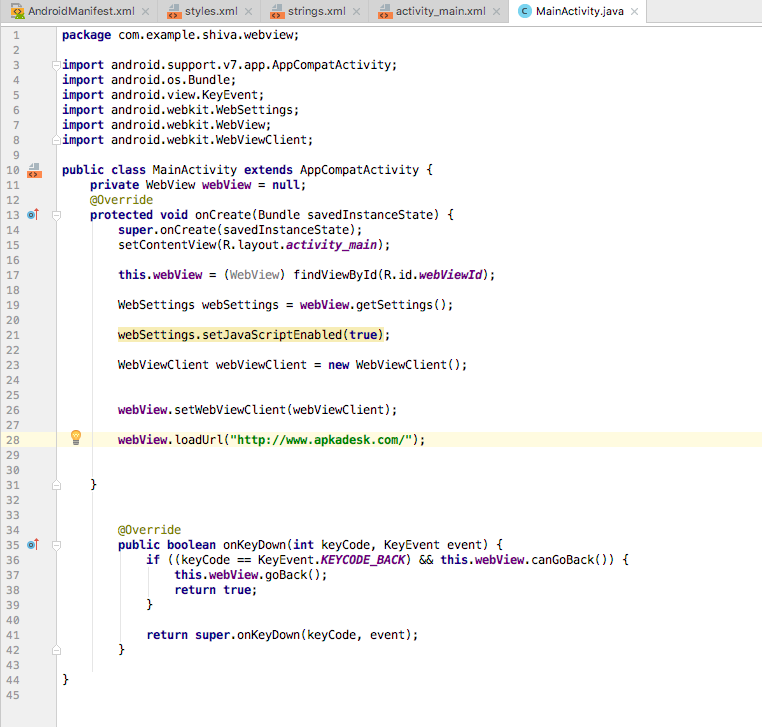 AndroidManifest.xml styles.xml strings.xml activity_main.xml MainActivity.java
1 package com.example.shiva.webview;
2
3 import android.support.v7.app.AppCompatActivity;
4 import android.os.Bundle;
5 import android.view.KeyEvent;
6 import android.webkit.WebSettings;
7 import android.webkit.WebView;
8 import android.webkit.WebViewClient;
9
10 public class MainActivity extends AppCompatActivity {
11 private WebView webView = null;
12 @Override
13 protected void onCreate(Bundle savedInstanceState) {
14 super.onCreate(savedInstanceState);
15 setContentView(R.layout.activity_main);
16
17 this.webView = (WebView) findViewById(R.id.webViewId);
18
19 WebSettings webSettings = webView.getSettings();
20
21 webSettings.setJavaScriptEnabled(true);
22
23 WebViewClient webViewClient = new WebViewClient();
24
25
26 webView.setWebViewClient(webViewClient);
27
28 webView.loadUrl("http://www.apkadesk.com/");
29
30
31 }
32
33
34 @Override
35 public boolean onKeyDown(int keyCode, KeyEvent event) {
36 if ((keyCode == KeyEvent.KEYCODE_BACK) && this.webView.canGoBack()) {
37 this.webView.goBack();
38 return true;
39 }
40
41 return super.onKeyDown(keyCode, event);
42 }
43
44 }
45